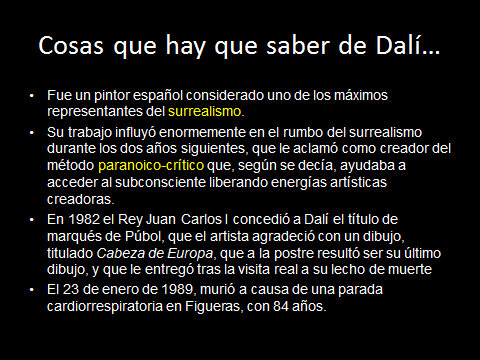 Cosas que hay que saber de Dalí…
• Fue un pintor español considerado uno de los máximos
representantes del surrealismo.
• Su trabajo influyó enormemente en el rumbo del surrealismo
durante los dos años siguientes, que le aclamó como creador del
método paranoico-crítico que, según se decía, ayudaba a
acceder al subconsciente liberando energías artísticas
creadoras.
• En 1982 el Rey Juan Carlos I concedió a Dalí el título de
marqués de Púbol, que el artista agradeció con un dibujo,
titulado Cabeza de Europa, que a la postre resultó ser su último
dibujo, y que le entregó tras la visita real a su lecho de muerte
• El 23 de enero de 1989, murió a causa de una parada
cardiorrespiratoria en Figueras, con 84 años.